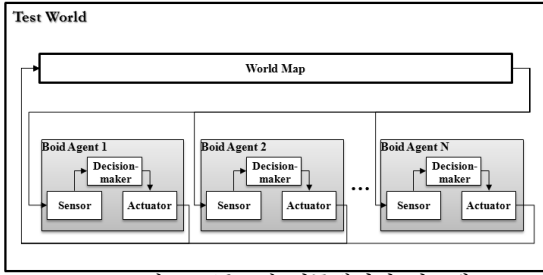 Test World
World Map
Boid Agent 1
Decision-
maker
Sensor
Actuator
Boid Agent 2
Decision-
maker
Sensor
Actuator
...
Boid Agent N
Decision-
maker
Sensor
Actuator